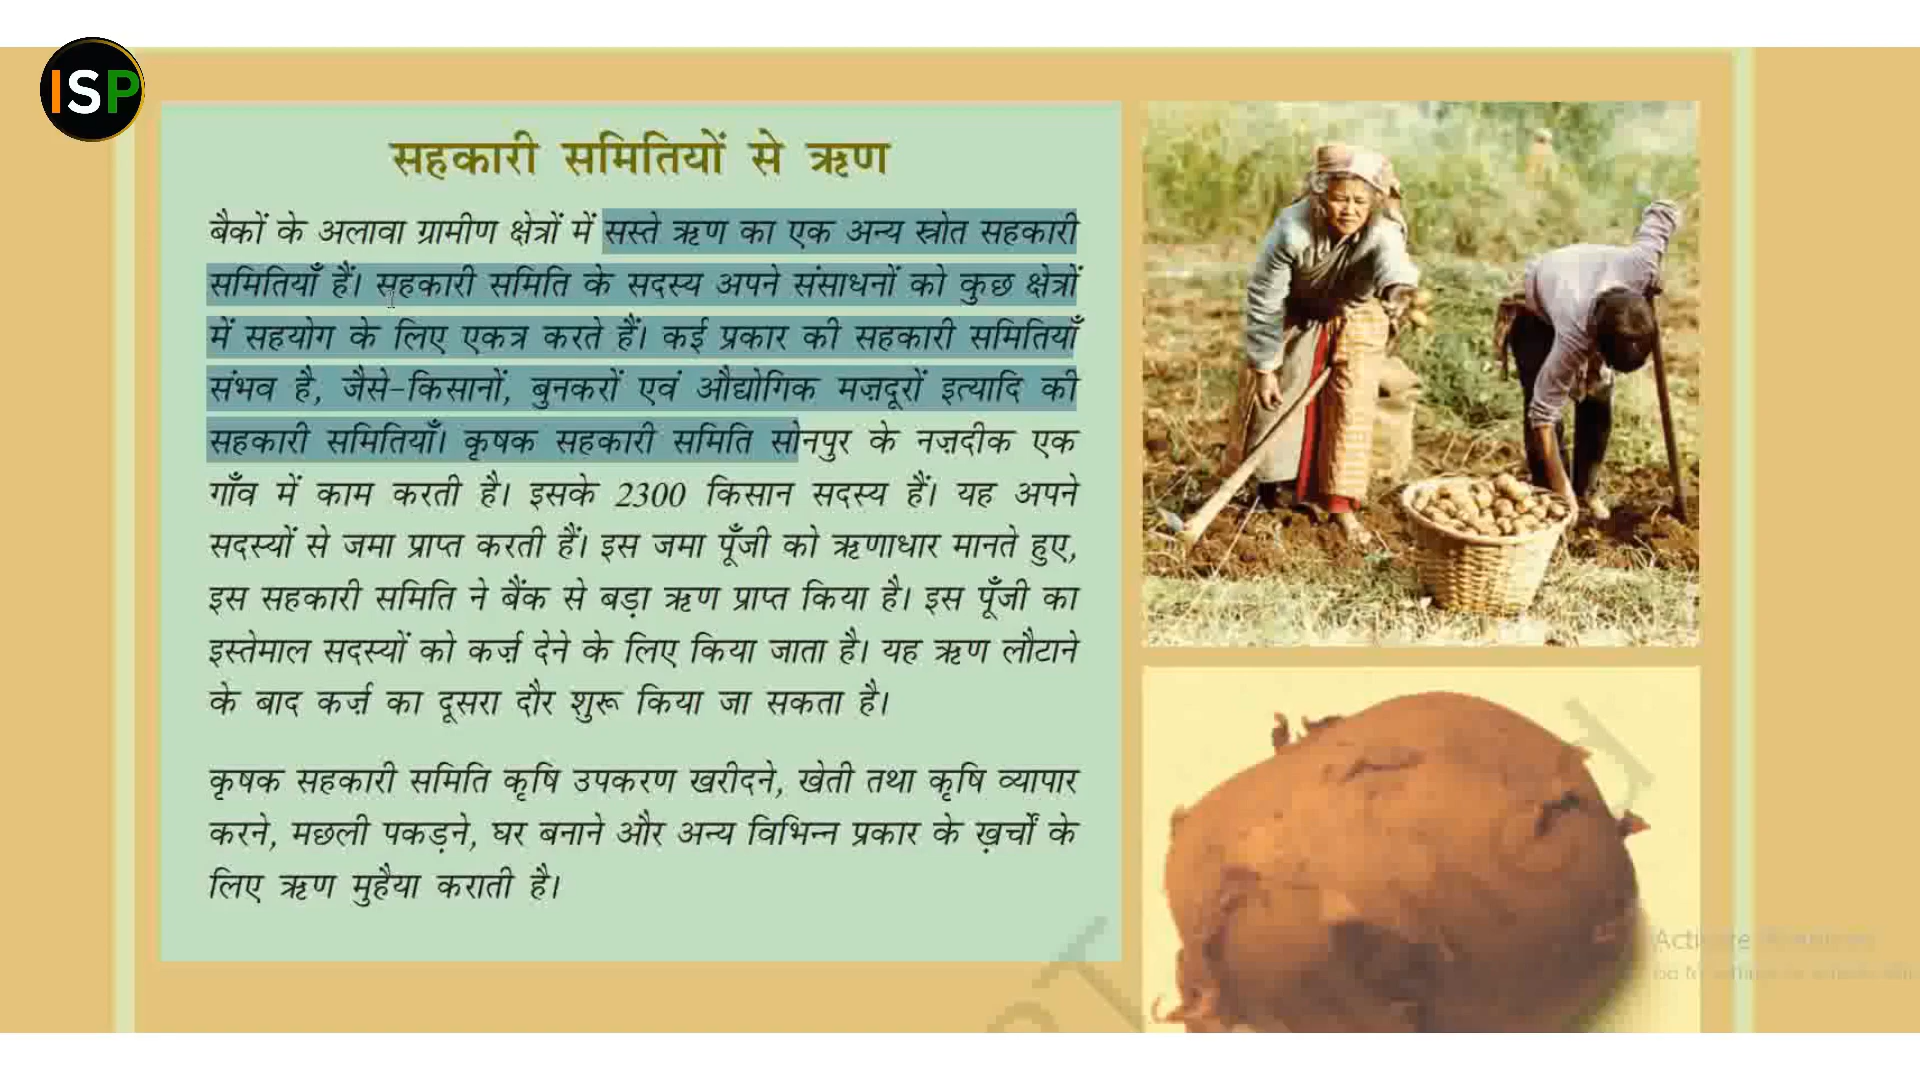 ISP
सहकारी समितियों से ऋण
बैकों के अलावा ग्रामीण क्षेत्रों में सस्ते ऋण का एक अन्य स्रोत सहकारी
समितियाँ हैं। सहकारी समिति के सदस्य अपने संसाधनों को कुछ क्षेत्रों
में सहयोग के लिए एकत्र करते हैं। कई प्रकार की सहकारी समितियाँ
संभव है, जैसे–किसानों, बुनकरों एवं औद्योगिक मज़दूरों इत्यादि की
सहकारी समितियाँ। कृषक सहकारी समिति सोनपुर के नज़दीक एक
गाँव में काम करती है। इसके 2300 किसान सदस्य हैं। यह अपने
सदस्यों से जमा प्राप्त करती हैं। इस जमा पूँजी को ऋणाधार मानते हुए,
इस सहकारी समिति ने बैंक से बड़ा ऋण प्राप्त किया है। इस पूँजी का
इस्तेमाल सदस्यों को कर्ज़ देने के लिए किया जाता है। यह ऋण लौटाने
के बाद कर्ज़ का दूसरा दौर शुरू किया जा सकता है।
कृषक सहकारी समिति कृषि उपकरण खरीदने, खेती तथा कृषि व्यापार
करने, मछली पकड़ने, घर बनाने और अन्य विभिन्न प्रकार के ख़र्चों के
लिए ऋण मुहैया कराती है।